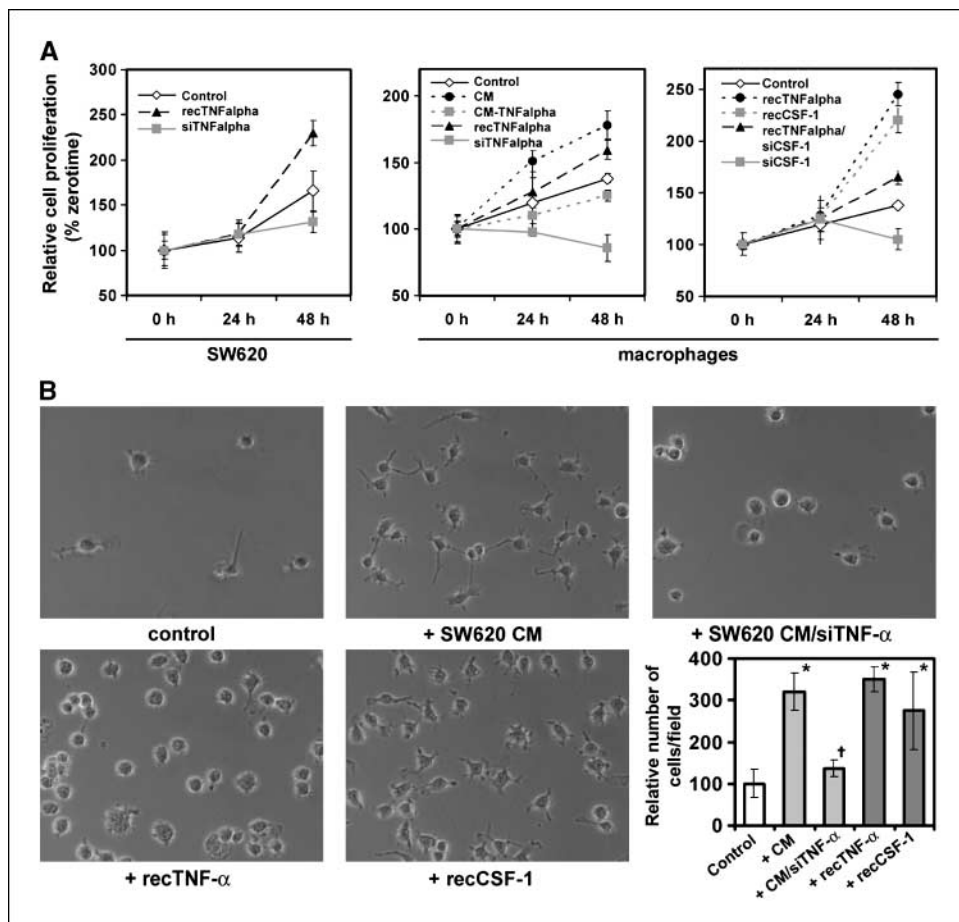 A
Relative cell proliferation
(% zerotime)
300
250
200
150
100
50
Control
recTNFalpha
siTNFalpha
0 h 24 h 48 h
SW620
200
150
100
50
Control
CM
CM-TNFalpha
recTNFalpha
siTNFalpha
0 h 24 h 48 h
250
200
150
100
50
Control
recTNFalpha
recCSF-1
recTNFalpha/
siCSF-1
siCSF-1
0 h 24 h 48 h
macrophages
B
control
+ SW620 CM
+ SW620 CM/siTNF-α
+ recTNF-α
+ recCSF-1
Relative number of
cells/field
400
300
200
100
0
* † * *
Control
+ CM
+ CM/siTNF-α
+ recTNF-α
+ recCSF-1